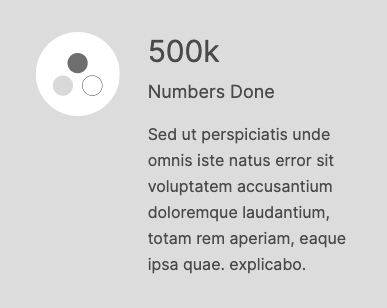 500k
Numbers Done
Sed ut perspiciatis unde
omnis iste natus error sit
voluptatem accusantium
doloremque laudantium,
totam rem aperiam, eaque
ipsa quae. explicabo.